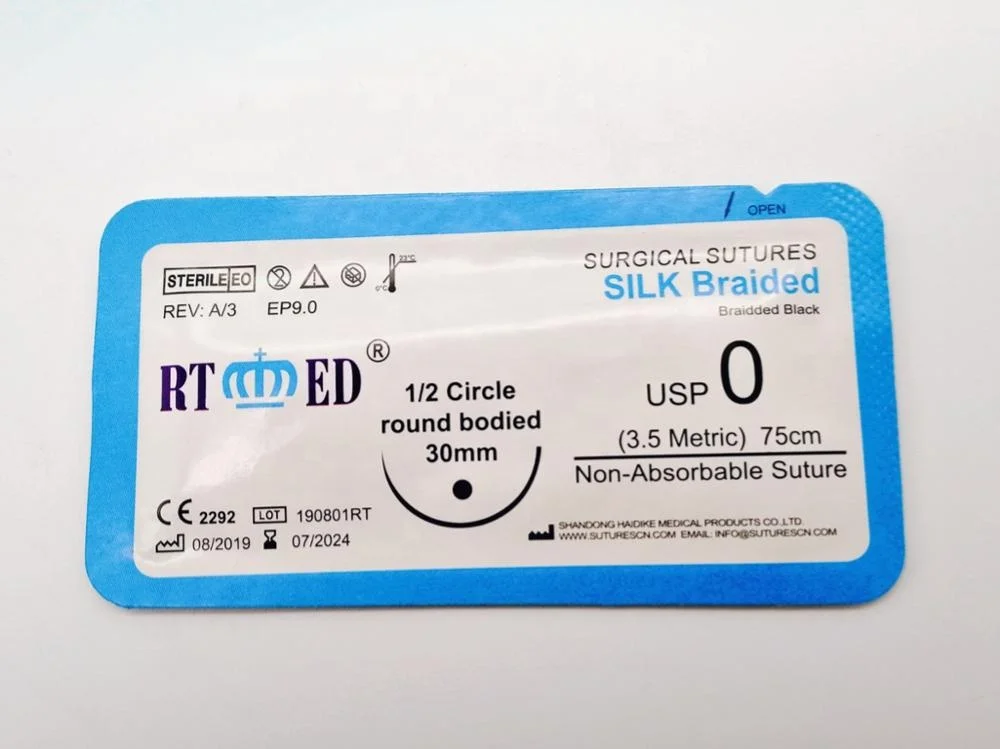 OPEN
STERILE EO
23°C
0°C
REV: A/3 EP9.0
SURGICAL SUTURES
SILK Braided
Braidded Black
RT ED ®
1/2 Circle
round bodied
30mm
USP 0
(3.5 Metric) 75cm
Non-Absorbable Suture
CE 2292 LOT 190801RT
08/2019 07/2024
SHANDONG HAIDIKE MEDICAL PRODUCTS CO.,LTD.
WWW.SUTURESCN.COM EMAIL: INFO@SUTURESCN.COM